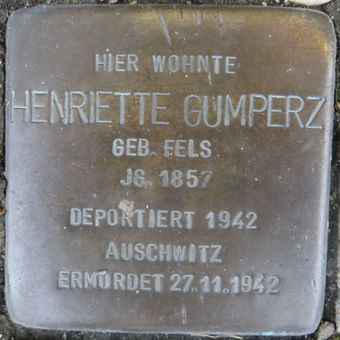 HIER WOHNTE
HENRIETTE GUMPERZ
GEB. FELS
JG. 1857
DEPORTIERT 1942
AUSCHWITZ
ERMORDET 27.11.1942